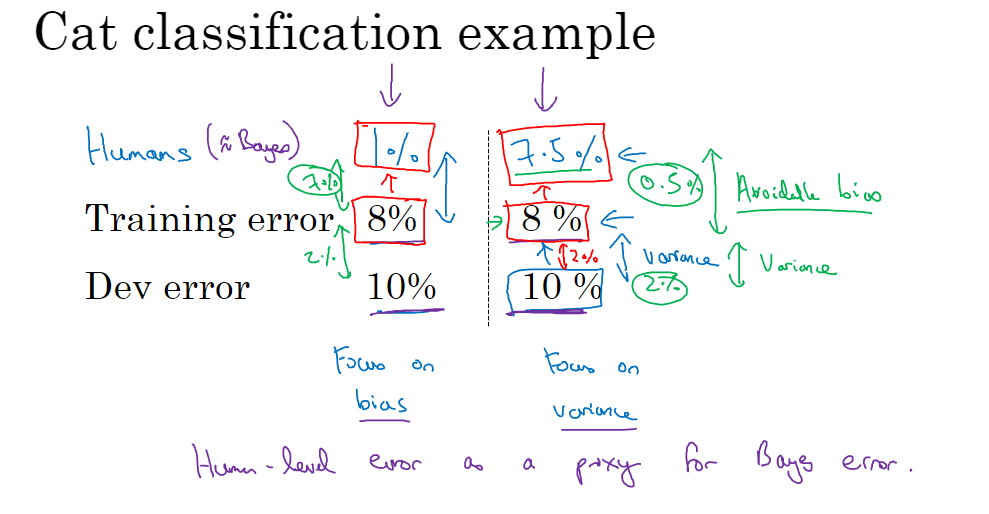 Cat classification example
Humans (≈ Bayes) 1% 7.5%
7% 0.5% Avoidable bias
Training error 8% 8 %
2% 2% variance Variance
Dev error 10% 10 % 2%
Focus on bias
Focus on variance
Human-level error as a proxy for Bayes error.